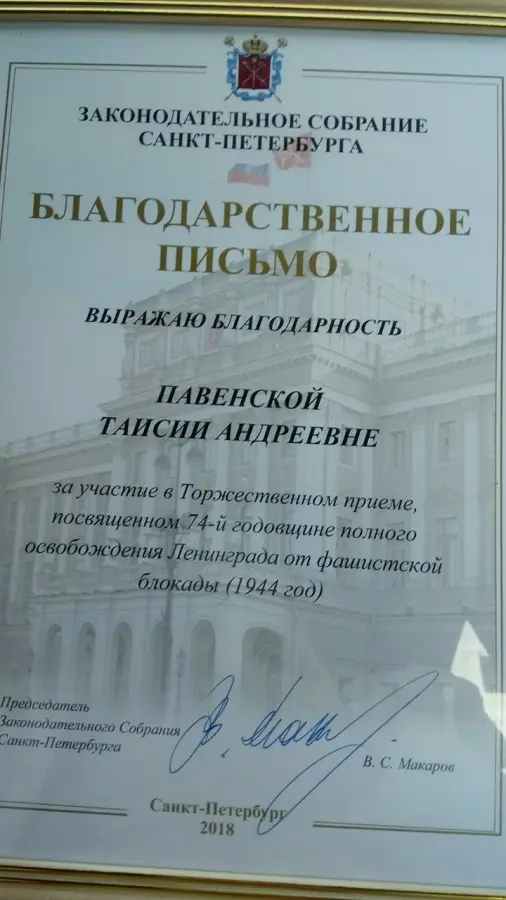 ЗАКОНОДАТЕЛЬНОЕ СОБРАНИЕ
САНКТ-ПЕТЕРБУРГА
БЛАГОДАРСТВЕННОЕ
ПИСЬМО
ВЫРАЖАЮ БЛАГОДАРНОСТЬ
ПАВЕНСКОЙ
ТАИСИИ АНДРЕЕВНЕ
за участие в Торжественном приеме,
посвященном 74-й годовщине полного
освобождения Ленинграда от фашистской
блокады (1944 год)
Председатель
Законодательного Собрания
Санкт-Петербурга
В. С. Макаров
Санкт-Петербург
2018